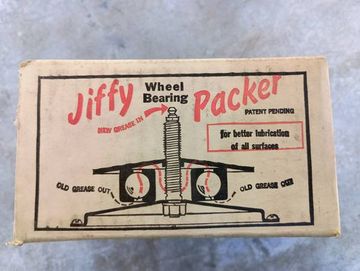 Jiffy Wheel Bearing Packer
PATENT PENDING
NEW GREASE IN
for better lubrication
of all surfaces
OLD GREASE OUT
OLD GREASE OUT